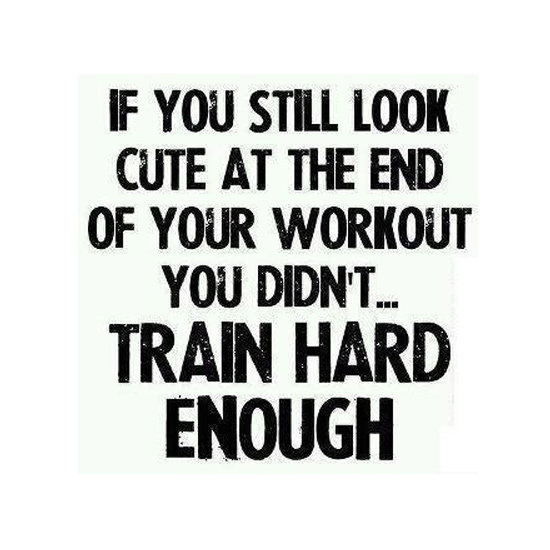 IF YOU STILL LOOK
CUTE AT THE END
OF YOUR WORKOUT
YOU DIDN'T...
TRAIN HARD
ENOUGH